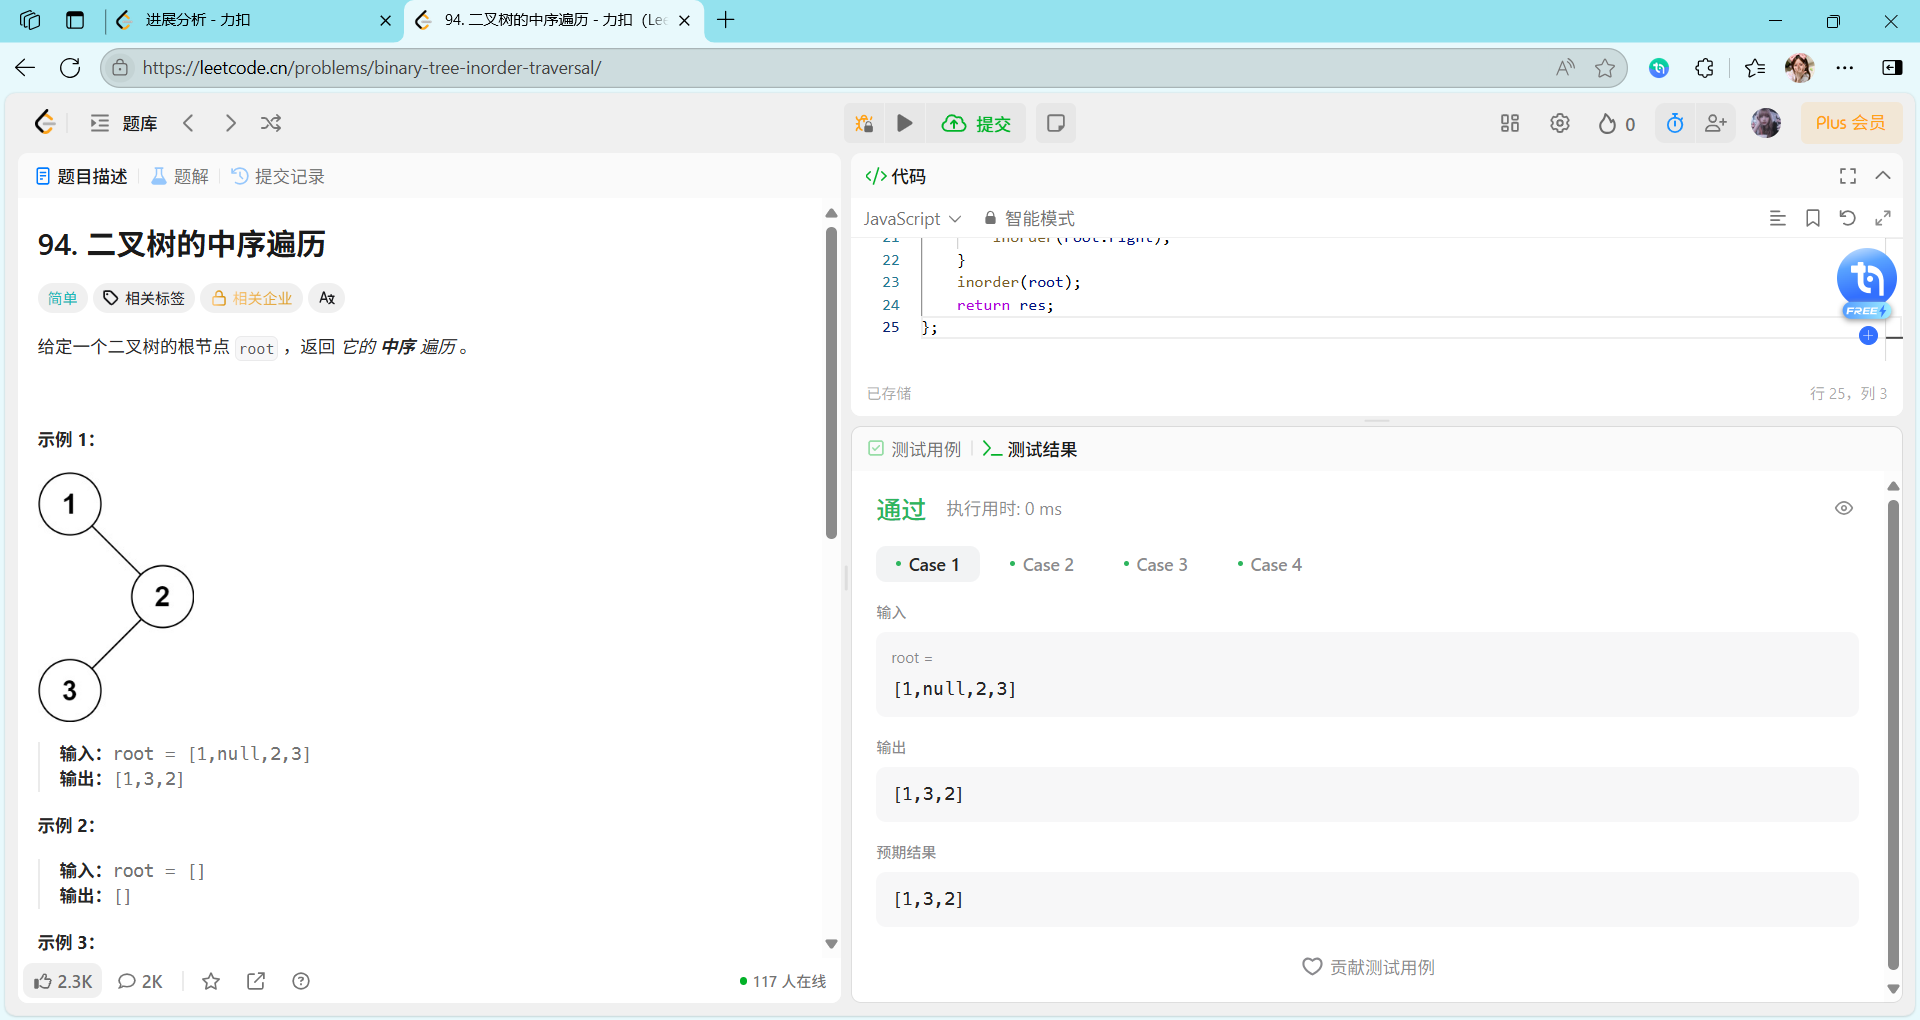 进展分析 - 力扣
94. 二叉树的中序遍历 - 力扣（Lee
https://leetcode.cn/problems/binary-tree-inorder-traversal/
题库
提交
0
Plus 会员
题目描述
题解
提交记录
94. 二叉树的中序遍历
简单
相关标签
相关企业
给定一个二叉树的根节点 root ，返回 它的 中序 遍历 。
示例 1：
1
2
3
输入：root = [1,null,2,3]
输出：[1,3,2]
示例 2：
输入：root = []
输出：[]
示例 3：
2.3K
2K
117 人在线
</> 代码
JavaScript
智能模式
21 inorder(root.right);
22 }
23 inorder(root);
24 return res;
25 };
FREE
已存储
行 25，列 3
测试用例
测试结果
通过
执行用时: 0 ms
Case 1
Case 2
Case 3
Case 4
输入
root =
[1,null,2,3]
输出
[1,3,2]
预期结果
[1,3,2]
贡献测试用例